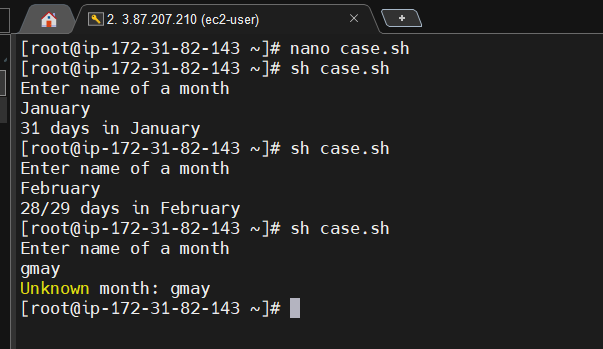 2. 3.87.207.210 (ec2-user)
[root@ip-172-31-82-143 ~]# nano case.sh
[root@ip-172-31-82-143 ~]# sh case.sh
Enter name of a month
January
31 days in January
[root@ip-172-31-82-143 ~]# sh case.sh
Enter name of a month
February
28/29 days in February
[root@ip-172-31-82-143 ~]# sh case.sh
Enter name of a month
gmay
Unknown month: gmay
[root@ip-172-31-82-143 ~]#